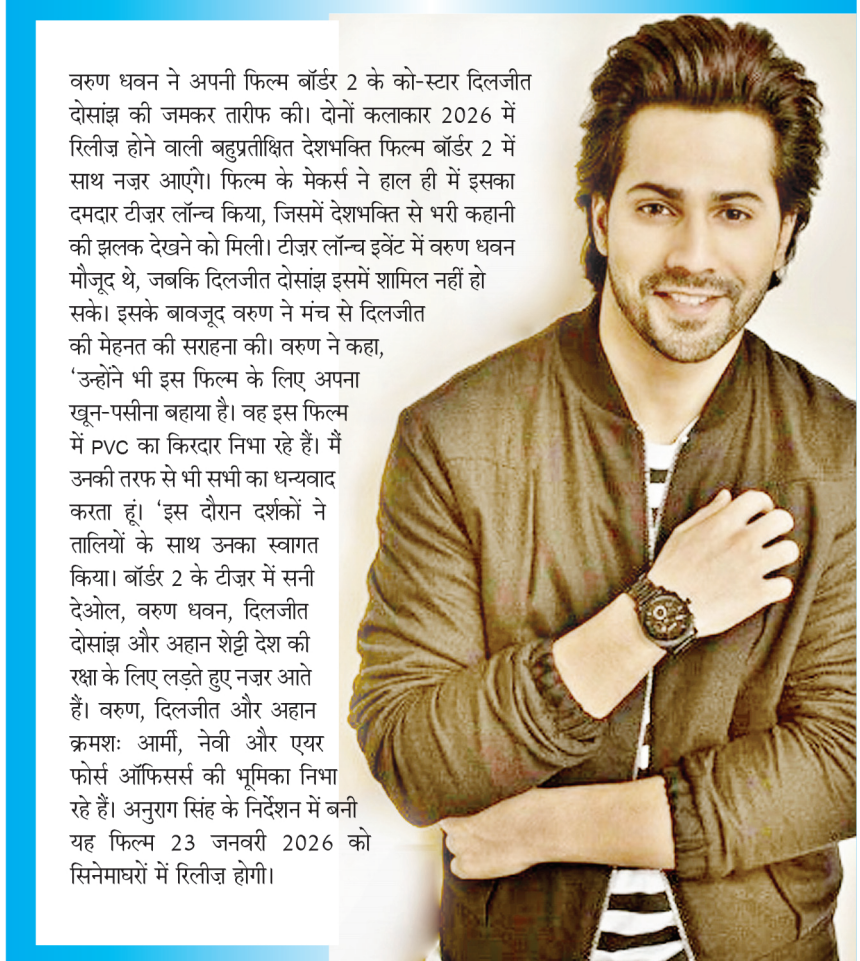 वरुण धवन ने अपनी फिल्म बॉर्डर 2 के को-स्टार दिलजीत
दोसांझ की जमकर तारीफ की। दोनों कलाकार 2026 में
रिलीज़ होने वाली बहुप्रतीक्षित देशभक्ति फिल्म बॉर्डर 2 में
साथ नज़र आएंगे। फिल्म के मेकर्स ने हाल ही में इसका
दमदार टीज़र लॉन्च किया, जिसमें देशभक्ति से भरी कहानी
की झलक देखने को मिली। टीज़र लॉन्च इवेंट में वरुण धवन
मौजूद थे, जबकि दिलजीत दोसांझ इसमें शामिल नहीं हो
सके। इसके बावजूद वरुण ने मंच से दिलजीत
की मेहनत की सराहना की। वरुण ने कहा,
‘उन्होंने भी इस फिल्म के लिए अपना
खून-पसीना बहाया है। वह इस फिल्म
में PVC का किरदार निभा रहे हैं। मैं
उनकी तरफ से भी सभी का धन्यवाद
करता हूं। ‘इस दौरान दर्शकों ने
तालियों के साथ उनका स्वागत
किया। बॉर्डर 2 के टीज़र में सनी
देओल, वरुण धवन, दिलजीत
दोसांझ और अहान शेट्टी देश की
रक्षा के लिए लड़ते हुए नज़र आते
हैं। वरुण, दिलजीत और अहान
क्रमशः आर्मी, नेवी और एयर
फोर्स ऑफिसर्स की भूमिका निभा
रहे हैं। अनुराग सिंह के निर्देशन में बनी
यह फिल्म 23 जनवरी 2026 को
सिनेमाघरों में रिलीज़ होगी।